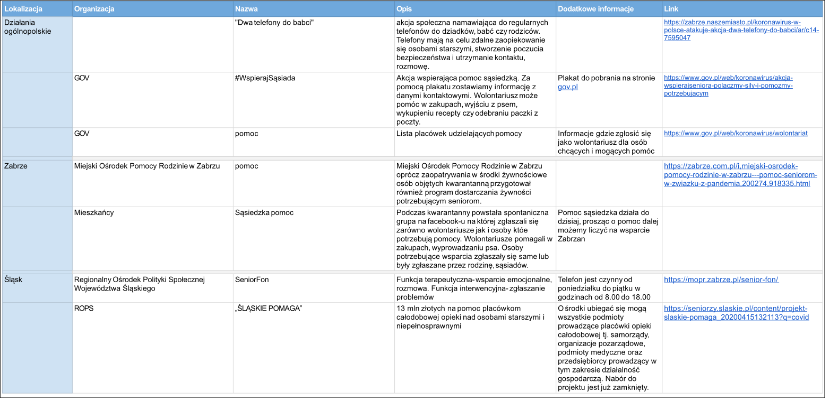 Lokalizacja Organizacja Nazwa Opis Dodatkowe informacje Link
Działania
ogólnopolskie
"Dwa telefony do babci"
akcja społeczna namawiająca do regularnych
telefonów do dziadków, babć czy rodziców.
Telefony mają na celu zdalne zaopiekowanie
się osobami starszymi, stworzenie poczucia
bezpieczeństwa i utrzymanie kontaktu,
rozmowę.
https://zabrze.naszemiasto.pl/koronawirus-w-
polsce-atakuje-akcja-dwa-telefony-do-babci/ar/c14-
7595047
GOV
#WspierajSąsiada
Akcja wspierająca pomoc sąsiedzką. Za
pomocą plakatu zostawiamy informację z
danymi kontaktowymi. Wolontariusz może
pomóc w zakupach, wyjściu z psem,
wykupieniu recepty czy odebraniu paczki z
poczty.
Plakat do pobrania na stronie
gov.pl
https://www.gov.pl/web/koronawirus/akcja-
wspierajseniora-polaczmy-sily-i-pomozmy-
potrzebujacym
GOV
pomoc
Lista placówek udzielających pomocy
Informacje gdzie zgłosić się
jako wolontariusz dla osób
chcących i mogących pomóc
https://www.gov.pl/web/koronawirus/wolontariat
Zabrze
Miejski Ośrodek Pomocy Rodzinie w Zabrzu
pomoc
Miejski Ośrodek Pomocy Rodzinie w Zabrzu
oprócz zaopatrywania w środki żywnościowe
osób objętych kwarantanną przygotował
również program dostarczania żywności
potrzebującym seniorom.
https://zabrze.com.pl/i,miejski-osrodek-
pomocy-rodzinie-w-zabrzu---pomoc-seniorom-
w-zwiazku-z-pandemia,200274,918335.html
Mieszkańcy
Sąsiedzka pomoc
Podczas kwarantanny powstała spontaniczna
grupa na facebook-u na której zgłaszali się
zarówno wolontariusze jak i osoby któe
potrzebują pomocy. Wolontariusze pomagali w
zakupach, wyprowadzaniu psa. Osoby
potrzebujące wsparcia zgłaszały się same lub
były zgłaszane przez rodzinę, sąsiadów.
Pomoc sąsiedzka działa do
dzisiaj, prosząc o pomoc dalej
możemy liczyć na wsparcie
Zabrzan
Śląsk
Regionalny Ośrodek Polityki Społecznej
Województwa Śląskiego
SeniorFon
Funkcja terapeutyczna- wsparcie emocjonalne,
rozmowa. Funkcja interwencyjna- zgłaszanie
problemów
Telefon jest czynny od
poniedziałku do piątku w
godzinach od 8.00 do 18.00
https://mopr.zabrze.pl/senior-fon/
ROPS
„ŚLĄSKIE POMAGA”
13 mln złotych na pomoc placówkom
całodobowej opieki nad osobami starszymi i
niepełnosprawnymi
O środki ubiegać się mogą
wszystkie podmioty
prowadzące placówki opieki
całodobowej tj. samorządy,
organizacje pozarządowe,
podmioty medyczne oraz
przedsiębiorcy prowadzący w
tym zakresie działalność
gospodarczą. Nabór do
projektu jest już zamknięty.
https://seniorzy.slaskie.pl/content/projekt-
slaskie-pomaga_20200415132113?q=covid